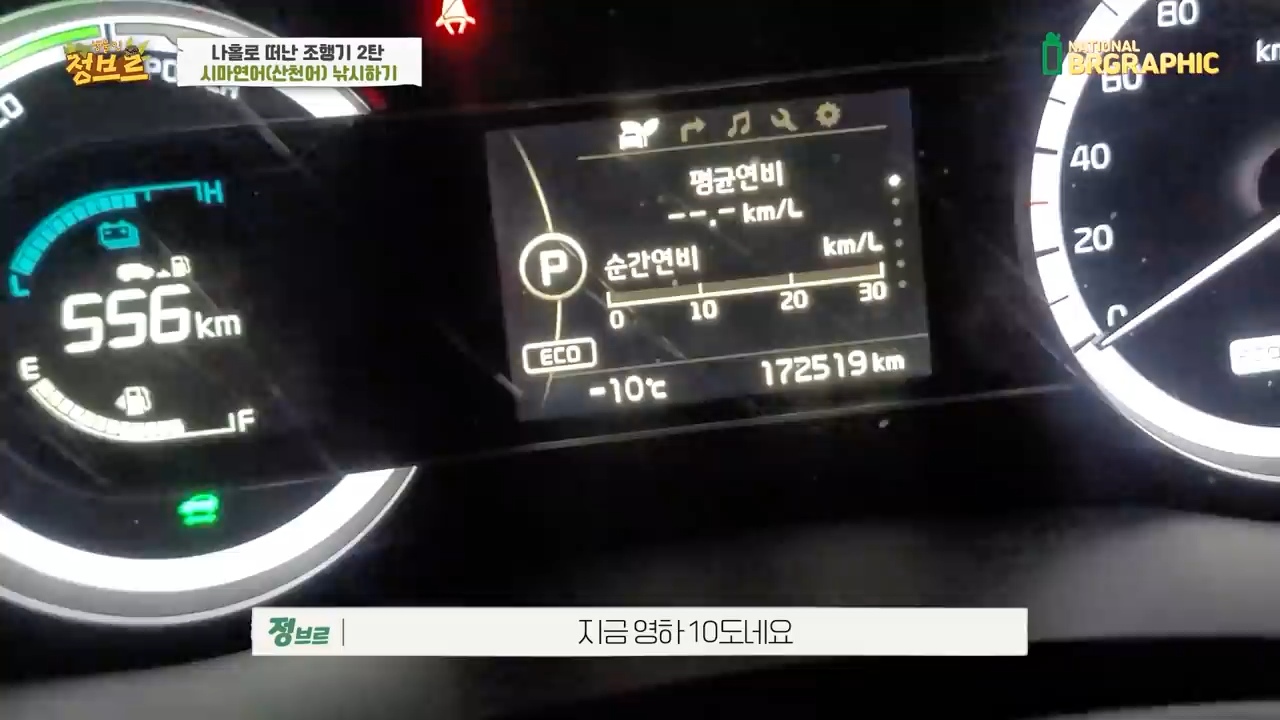 정브르
나홀로 떠난 조행기 2탄
시마연어(산천어) 낚시하기
NATIONAL
BRGRAPHIC
80
60
40
20
0
km
H
556km
E
F
평균연비
--.- km/L
순간연비 km/L
0 10 20 30
P
ECO
-10℃ 172519 km
정브르
지금 영하 10도네요